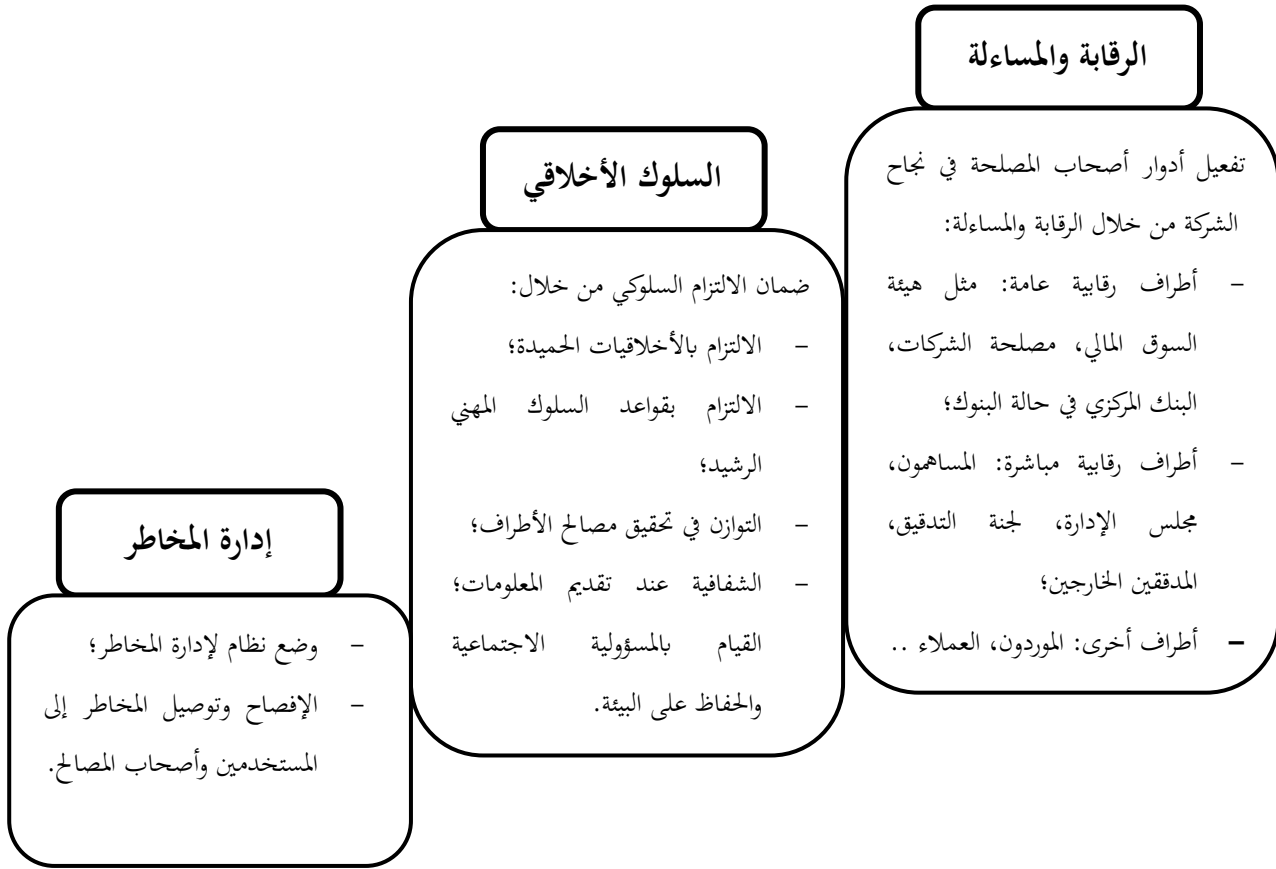 الرقابة والمساءلة
تفعيل أدوار أصحاب المصلحة في نجاح
الشركة من خلال الرقابة والمساءلة:
– أطراف رقابية عامة: مثل هيئة
السوق المالي، مصلحة الشركات،
البنك المركزي في حالة البنوك؛
– أطراف رقابية مباشرة: المساهمون،
مجلس الإدارة، لجنة التدقيق،
المدققين الخارجين؛
– أطراف أخرى: الموردون، العملاء ..
السلوك الأخلاقي
ضمان الالتزام السلوكي من خلال:
– الالتزام بالأخلاقيات الحميدة؛
– الالتزام بقواعد السلوك المهني
الرشيد؛
– التوازن في تحقيق مصالح الأطراف؛
– الشفافية عند تقديم المعلومات؛
القيام بالمسؤولية الاجتماعية
والحفاظ على البيئة.
إدارة المخاطر
– وضع نظام لإدارة المخاطر؛
– الإفصاح وتوصيل المخاطر إلى
المستخدمين وأصحاب المصالح.